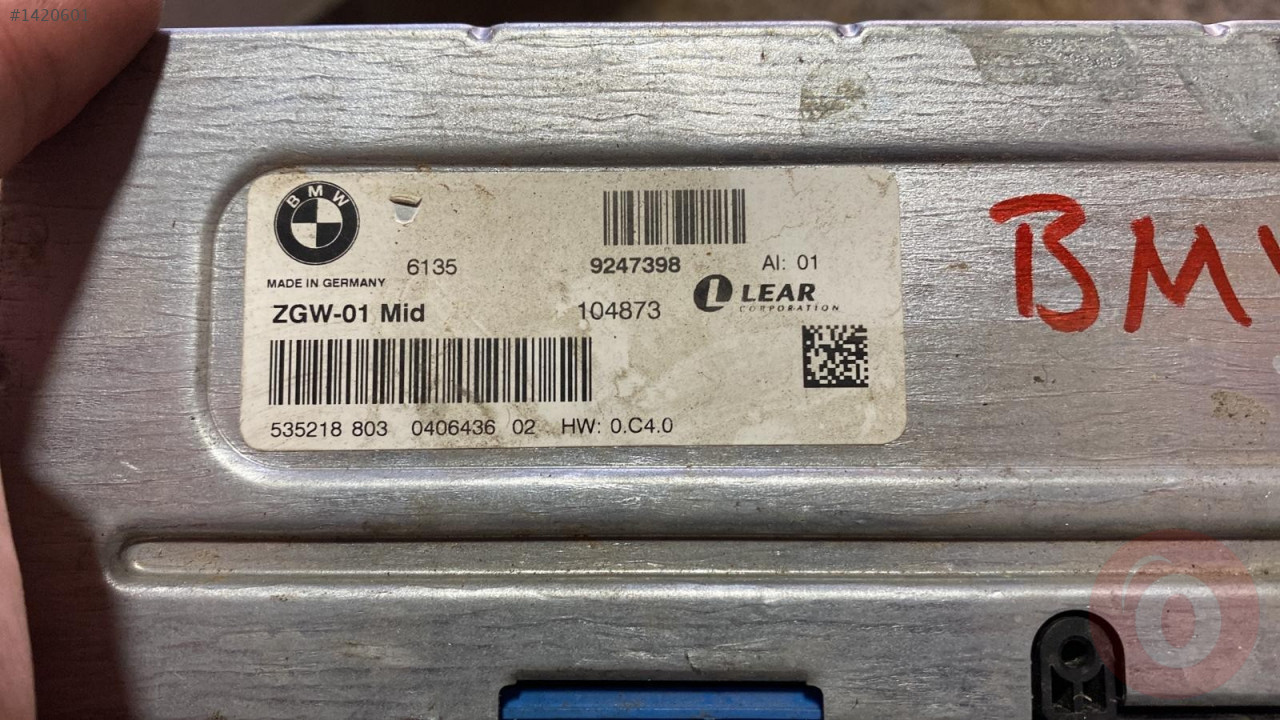 #1420601
BMW
MADE IN GERMANY
6135
9247398
AI: 01
ZGW-01 Mid
104873
LEAR
CORPORATION
535218 803 0406436 02 HW: 0.C4.0
BM